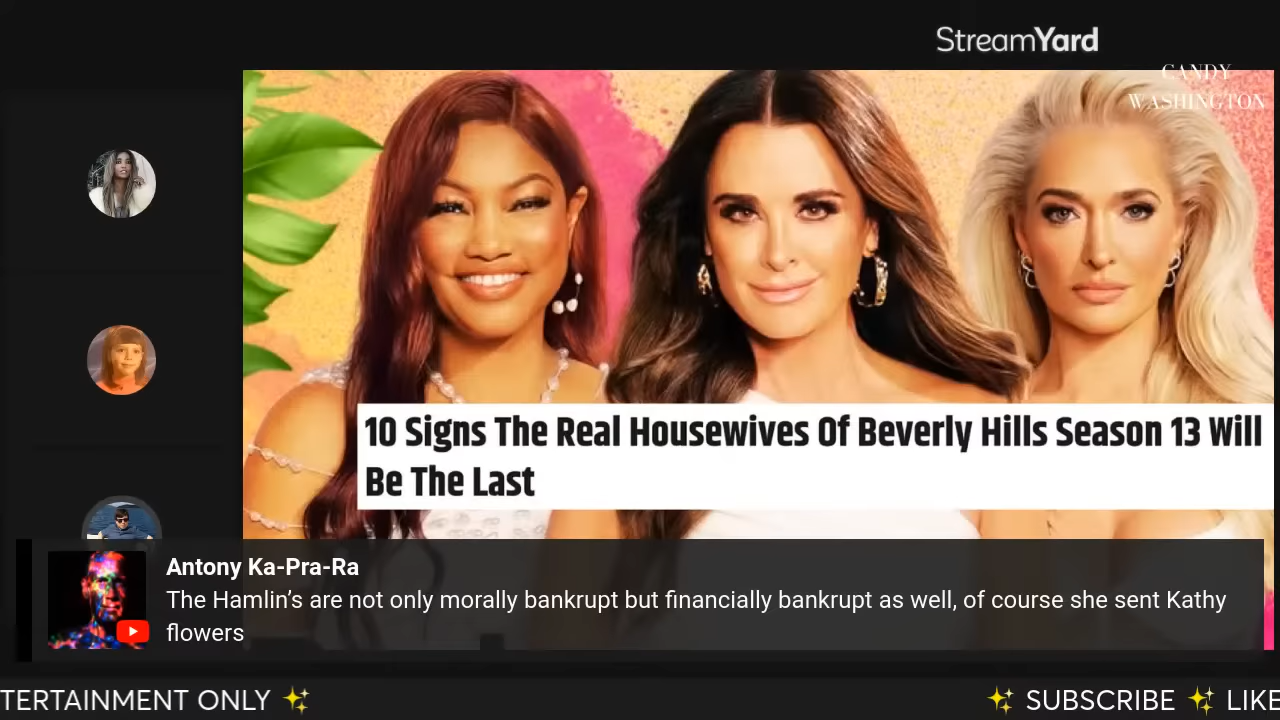 StreamYard
CANDY
WASHINGTON
10 Signs The Real Housewives Of Beverly Hills Season 13 Will
Be The Last
Antony Ka-Pra-Ra
The Hamlin’s are not only morally bankrupt but financially bankrupt as well, of course she sent Kathy
flowers
TERTAINMENT ONLY ✨ ✨ SUBSCRIBE ✨ LIKE